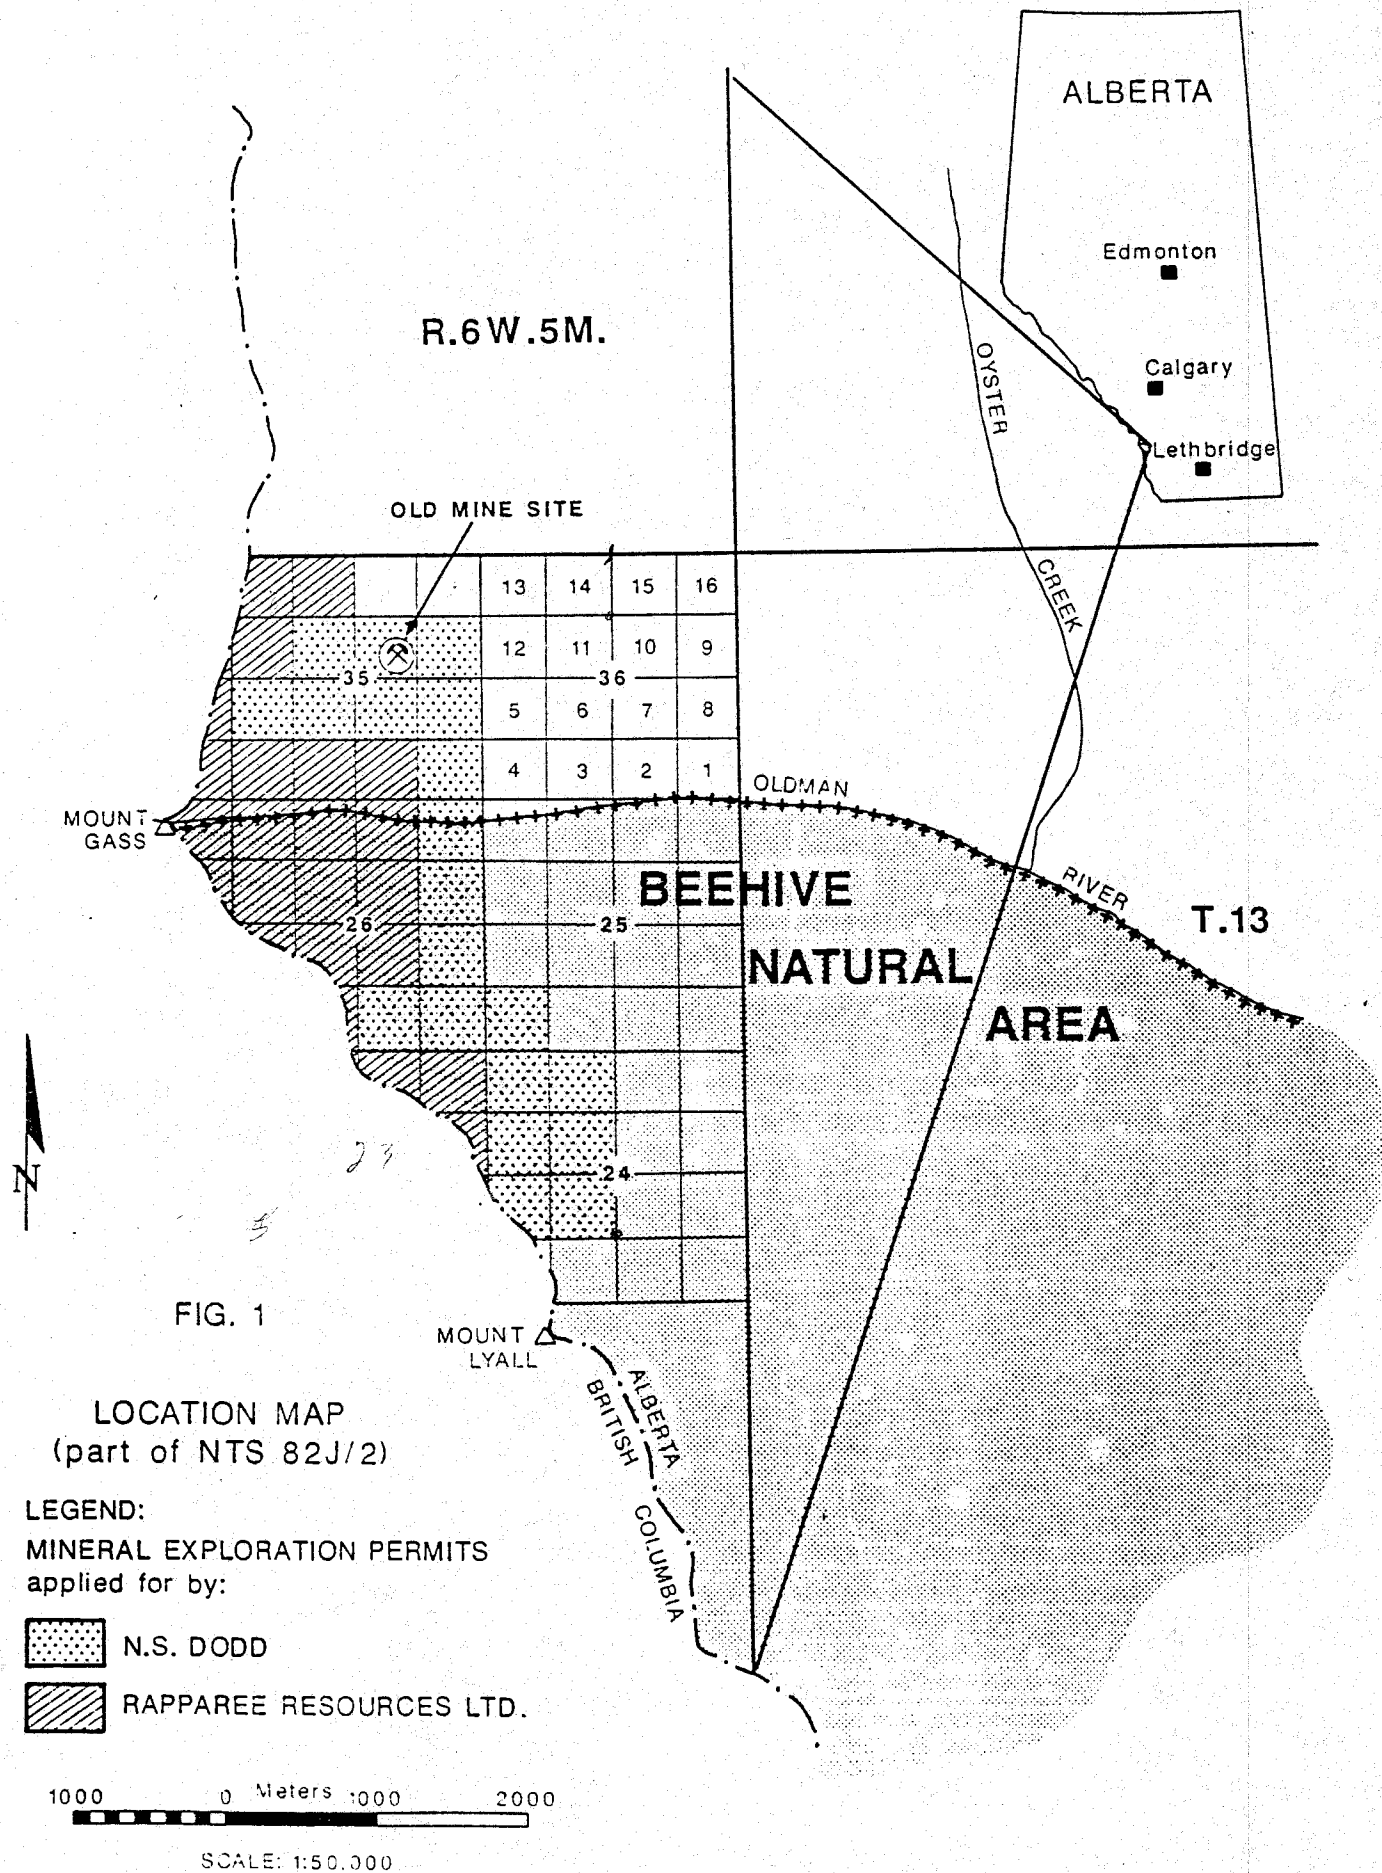 ALBERTA
Edmonton
Calgary
Lethbridge
R.6W.5M.
OYSTER
CREEK
OLD MINE SITE
13 14 15 16
12 11 10 9
35 36
5 6 7 8
4 3 2 1
OLDMAN
RIVER
MOUNT
GASS
BEEHIVE
NATURAL
AREA
T.13
26 25
23
24
N
FIG. 1
MOUNT
LYALL
ALBERTA
BRITISH
COLUMBIA
LOCATION MAP
(part of NTS 82J/2)
LEGEND:
MINERAL EXPLORATION PERMITS
applied for by:
N.S. DODD
RAPPAREE RESOURCES LTD.
1000 0 Meters 1000 2000
SCALE: 1:50,000